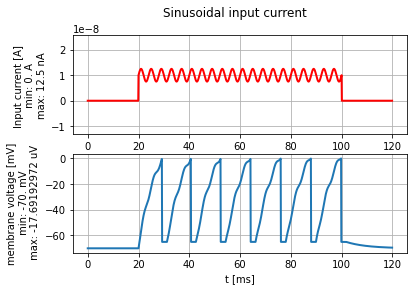 Sinusoidal input current
1e−8
Input current [A]
min: 0. A
max: 12.5 nA
2
1
0
−1
0 20 40 60 80 100 120
membrane voltage [mV]
min: -70. mV
max: -17.69192972 uV
0
−20
−40
−60
0 20 40 60 80 100 120
t [ms]